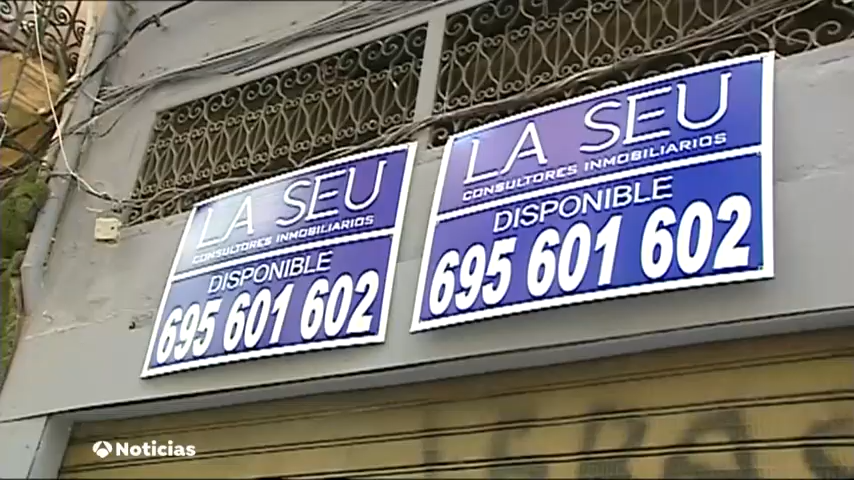 LA SEU
CONSULTORES INMOBILIARIOS
DISPONIBLE
695 601 602
LA SEU
CONSULTORES INMOBILIARIOS
DISPONIBLE
695 601 602
Noticias